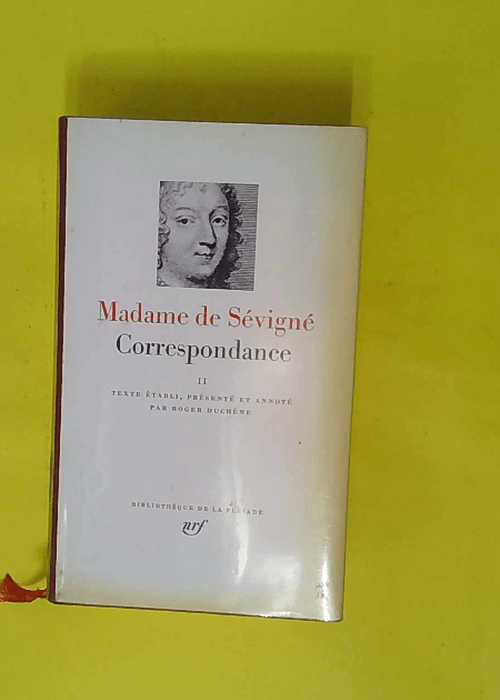 Madame de Sévigné
Correspondance
II
TEXTE ÉTABLI, PRÉSENTÉ ET ANNOTÉ
PAR ROGER DUCHÊNE
BIBLIOTHÈQUE DE LA PLÉIADE
nrf